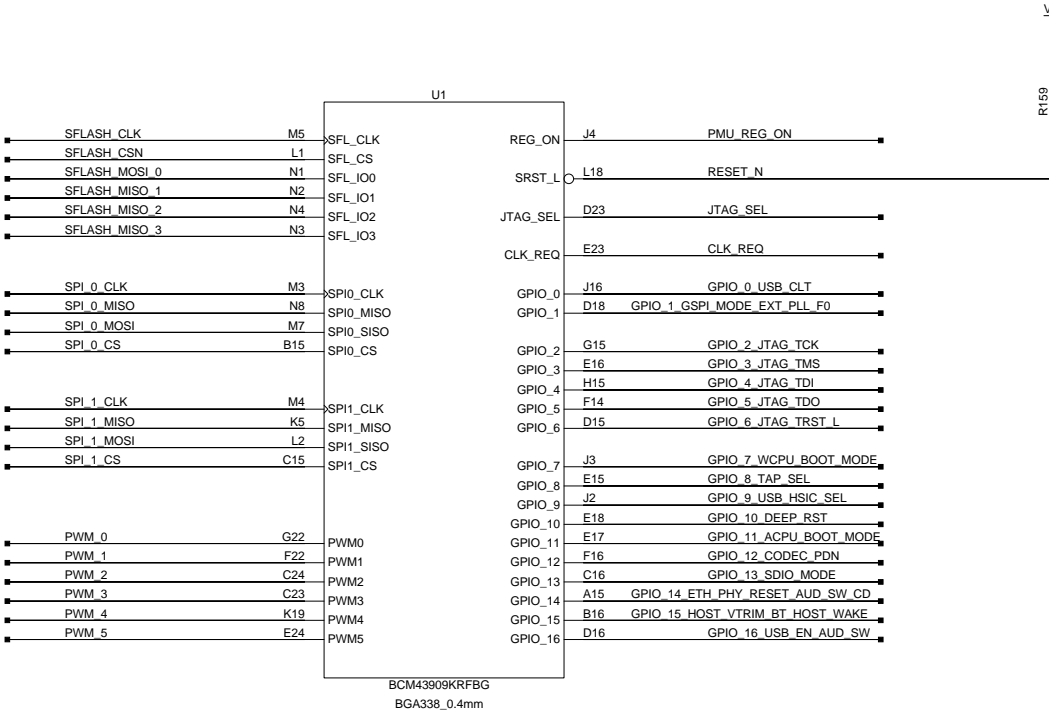 V
R159
U1
SFLASH_CLK M5 SFL_CLK REG_ON J4 PMU_REG_ON
SFLASH_CSN L1 SFL_CS
SFLASH_MOSI_0 N1 SFL_IO0 SRST_L L18 RESET_N
SFLASH_MISO_1 N2 SFL_IO1
SFLASH_MISO_2 N4 SFL_IO2 JTAG_SEL D23 JTAG_SEL
SFLASH_MISO_3 N3 SFL_IO3
CLK_REQ E23 CLK_REQ
SPI_0_CLK M3 SPI0_CLK GPIO_0 J16 GPIO_0_USB_CLT
SPI_0_MISO N8 SPI0_MISO GPIO_1 D18 GPIO_1_GSPI_MODE_EXT_PLL_F0
SPI_0_MOSI M7 SPI0_SISO
SPI_0_CS B15 SPI0_CS GPIO_2 G15 GPIO_2_JTAG_TCK
GPIO_3 E16 GPIO_3_JTAG_TMS
GPIO_4 H15 GPIO_4_JTAG_TDI
SPI_1_CLK M4 SPI1_CLK GPIO_5 F14 GPIO_5_JTAG_TDO
SPI_1_MISO K5 SPI1_MISO GPIO_6 D15 GPIO_6_JTAG_TRST_L
SPI_1_MOSI L2 SPI1_SISO
SPI_1_CS C15 SPI1_CS GPIO_7 J3 GPIO_7_WCPU_BOOT_MODE
GPIO_8 E15 GPIO_8_TAP_SEL
GPIO_9 J2 GPIO_9_USB_HSIC_SEL
GPIO_10 E18 GPIO_10_DEEP_RST
PWM_0 G22 PWM0 GPIO_11 E17 GPIO_11_ACPU_BOOT_MODE
PWM_1 F22 PWM1 GPIO_12 F16 GPIO_12_CODEC_PDN
PWM_2 C24 PWM2 GPIO_13 C16 GPIO_13_SDIO_MODE
PWM_3 C23 PWM3 GPIO_14 A15 GPIO_14_ETH_PHY_RESET_AUD_SW_CD
PWM_4 K19 PWM4 GPIO_15 B16 GPIO_15_HOST_VTRIM_BT_HOST_WAKE
PWM_5 E24 PWM5 GPIO_16 D16 GPIO_16_USB_EN_AUD_SW
BCM43909KRFBG
BGA338_0.4mm